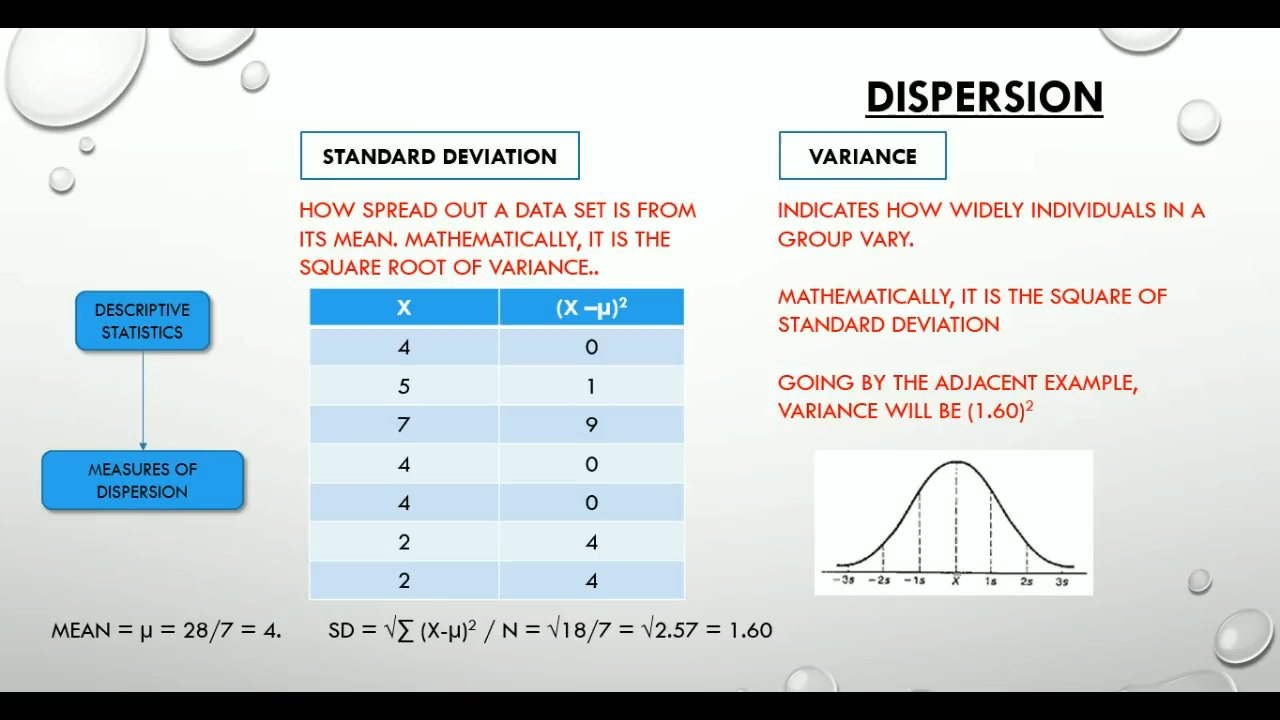 DISPERSION
STANDARD DEVIATION
HOW SPREAD OUT A DATA SET IS FROM
ITS MEAN. MATHEMATICALLY, IT IS THE
SQUARE ROOT OF VARIANCE..
VARIANCE
INDICATES HOW WIDELY INDIVIDUALS IN A
GROUP VARY.
MATHEMATICALLY, IT IS THE SQUARE OF
STANDARD DEVIATION
GOING BY THE ADJACENT EXAMPLE,
VARIANCE WILL BE (1.60)²
DESCRIPTIVE
STATISTICS
MEASURES OF
DISPERSION
X (X –µ)²
4 0
5 1
7 9
4 0
4 0
2 4
2 4
−3s −2s −1s x̄ 1s 2s 3s
MEAN = µ = 28/7 = 4.
SD = √∑ (X-µ)² / N = √18/7 = √2.57 = 1.60